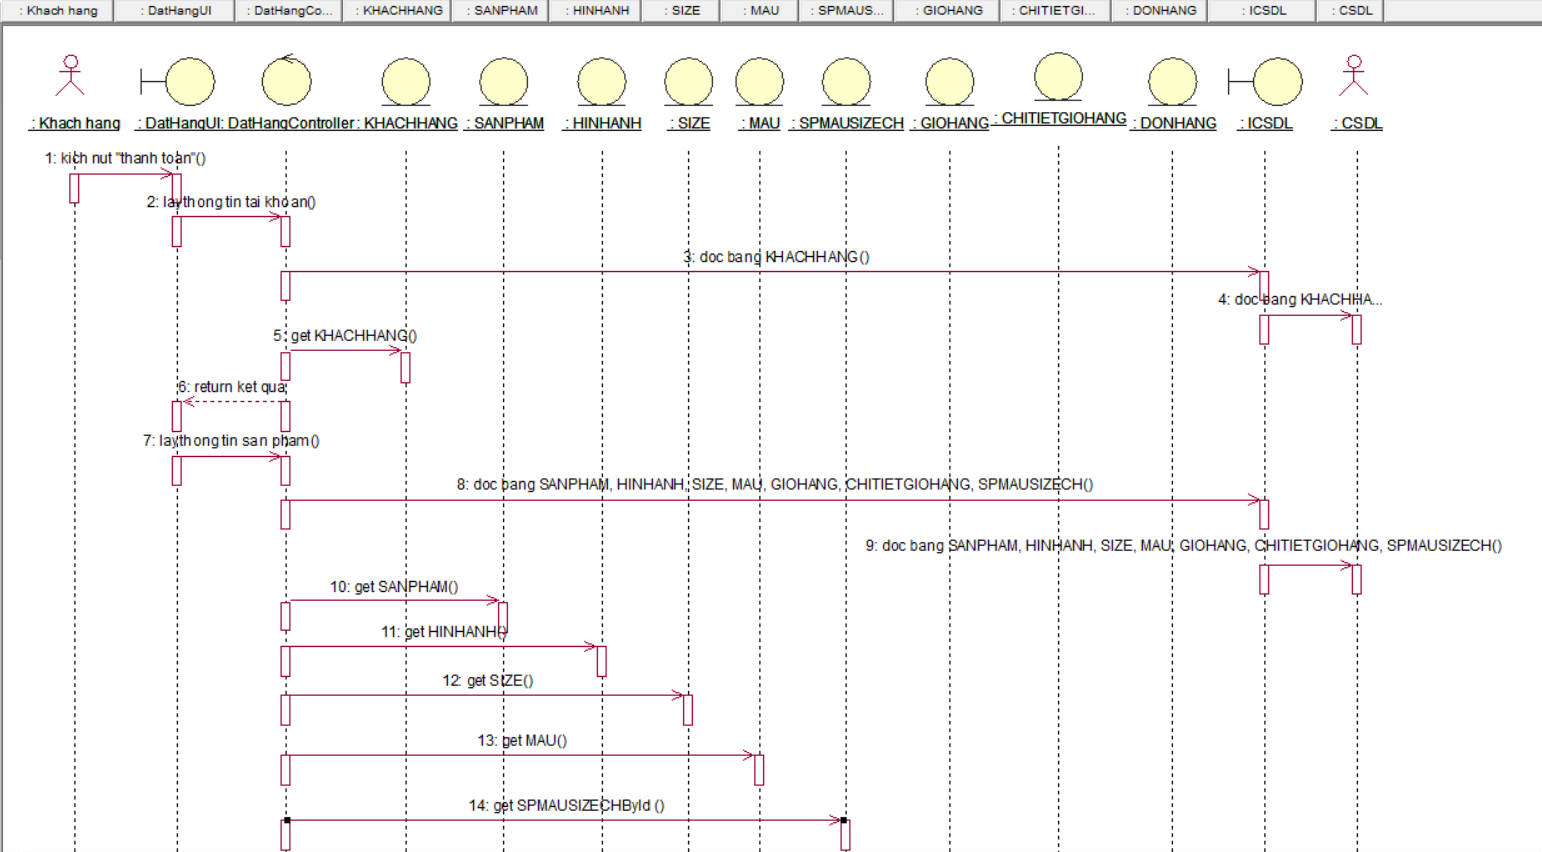 : Khach hang
: DatHangUI
: DatHangCo...
: KHACHHANG
: SANPHAM
: HINHANH
: SIZE
: MAU
: SPMAUS...
: GIOHANG
: CHITIETGI...
: DONHANG
: ICSDL
: CSDL
: Khach hang
: DatHangUI
: DatHangController
: KHACHHANG
: SANPHAM
: HINHANH
: SIZE
: MAU
: SPMAUSIZECH
: GIOHANG
: CHITIETGIOHANG
: DONHANG
: ICSDL
: CSDL
1: kich nut "thanh toan"()
2: lay thong tin tai khoan()
3: doc bang KHACHHANG()
4: doc bang KHACHHA...
5: get KHACHHANG()
6: return ket qua
7: lay thong tin san pham()
8: doc bang SANPHAM, HINHANH, SIZE, MAU, GIOHANG, CHITIETGIOHANG, SPMAUSIZECH()
9: doc bang SANPHAM, HINHANH, SIZE, MAU, GIOHANG, CHITIETGIOHANG, SPMAUSIZECH()
10: get SANPHAM()
11: get HINHANH()
12: get SIZE()
13: get MAU()
14: get SPMAUSIZECHById ()